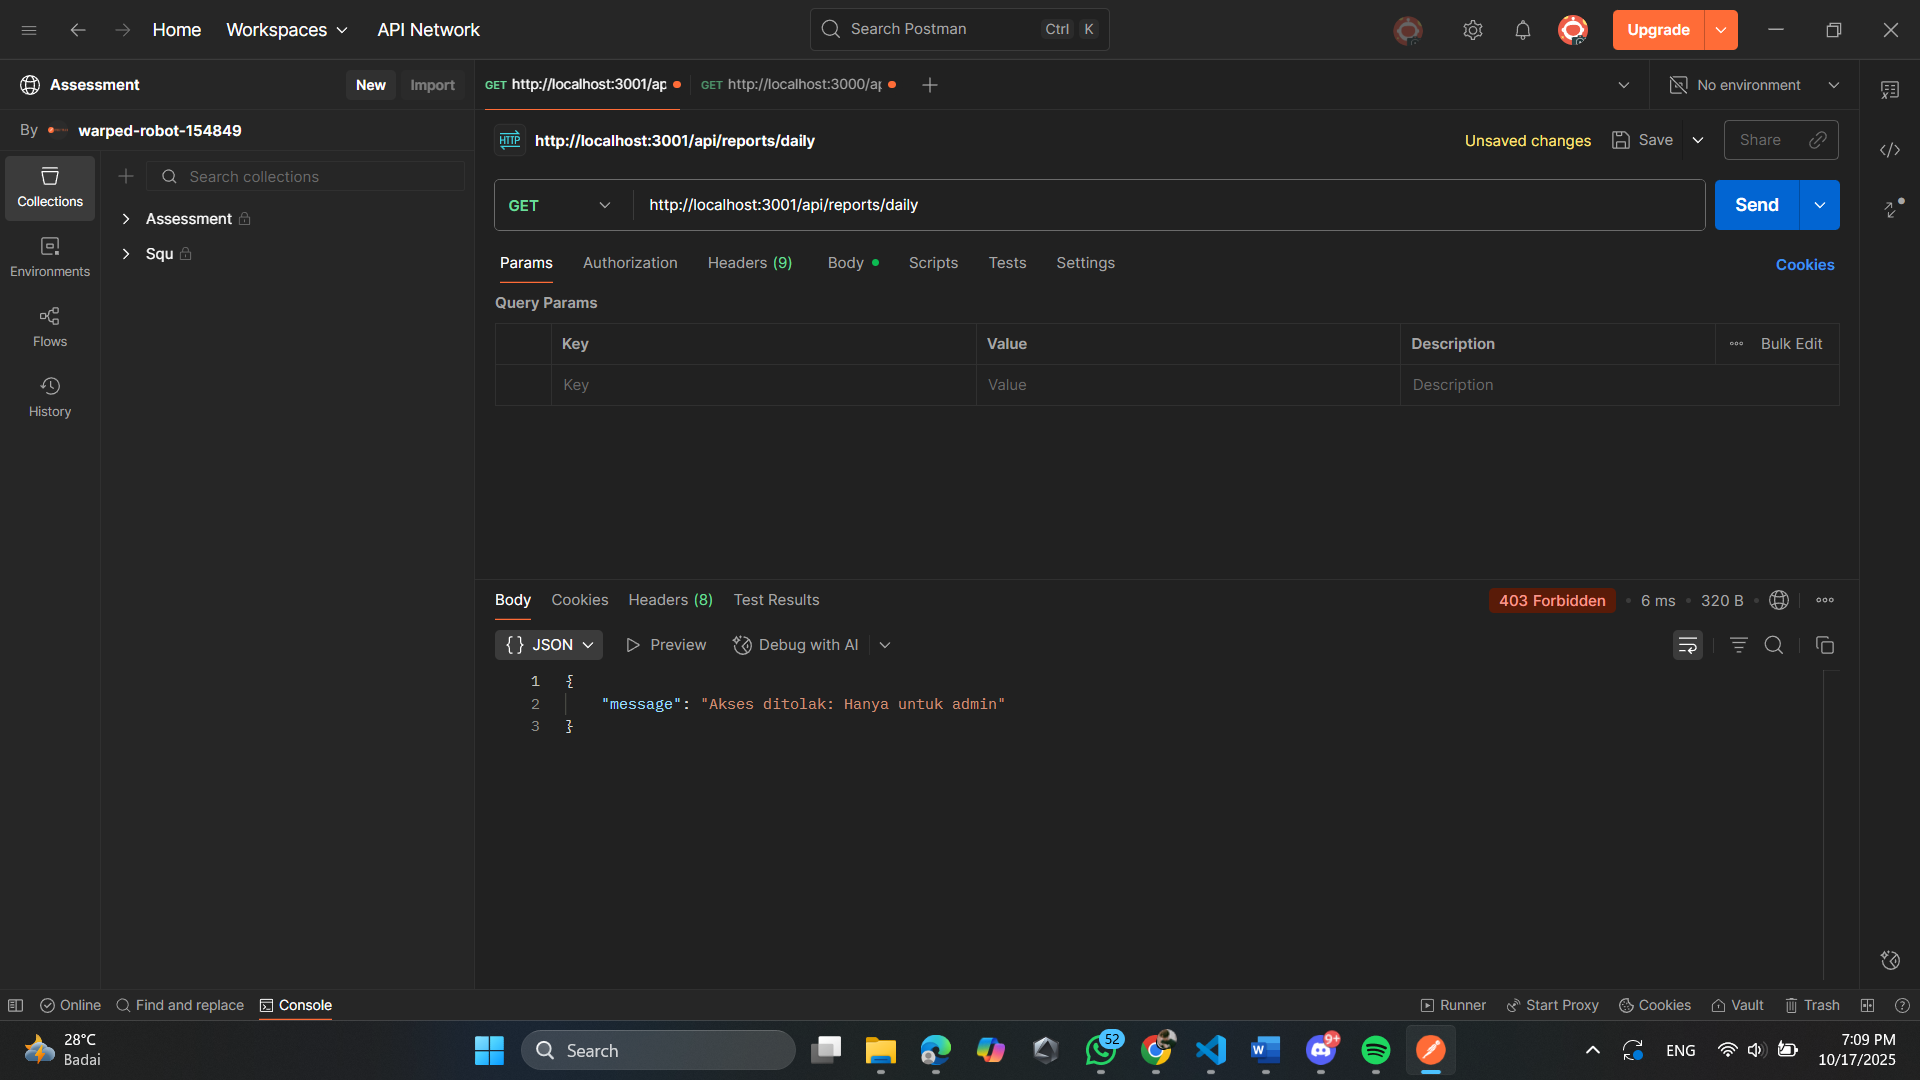 Home Workspaces API Network Search Postman Ctrl K Upgrade
Assessment New Import GET http://localhost:3001/ap GET http://localhost:3000/ap No environment
By warped-robot-154849 HTTP http://localhost:3001/api/reports/daily Unsaved changes Save Share
Search collections
Collections
Assessment
Squ
Environments
Flows
History
GET http://localhost:3001/api/reports/daily Send
Params Authorization Headers (9) Body Scripts Tests Settings Cookies
Query Params
Key Value Description Bulk Edit
Key Value Description
Body Cookies Headers (8) Test Results 403 Forbidden • 6 ms • 320 B
{} JSON Preview Debug with AI
1 {
2 "message": "Akses ditolak: Hanya untuk admin"
3 }
Online Find and replace Console Runner Start Proxy Cookies Vault Trash
28°C
Badai
Search
52
9+
ENG
7:09 PM
10/17/2025